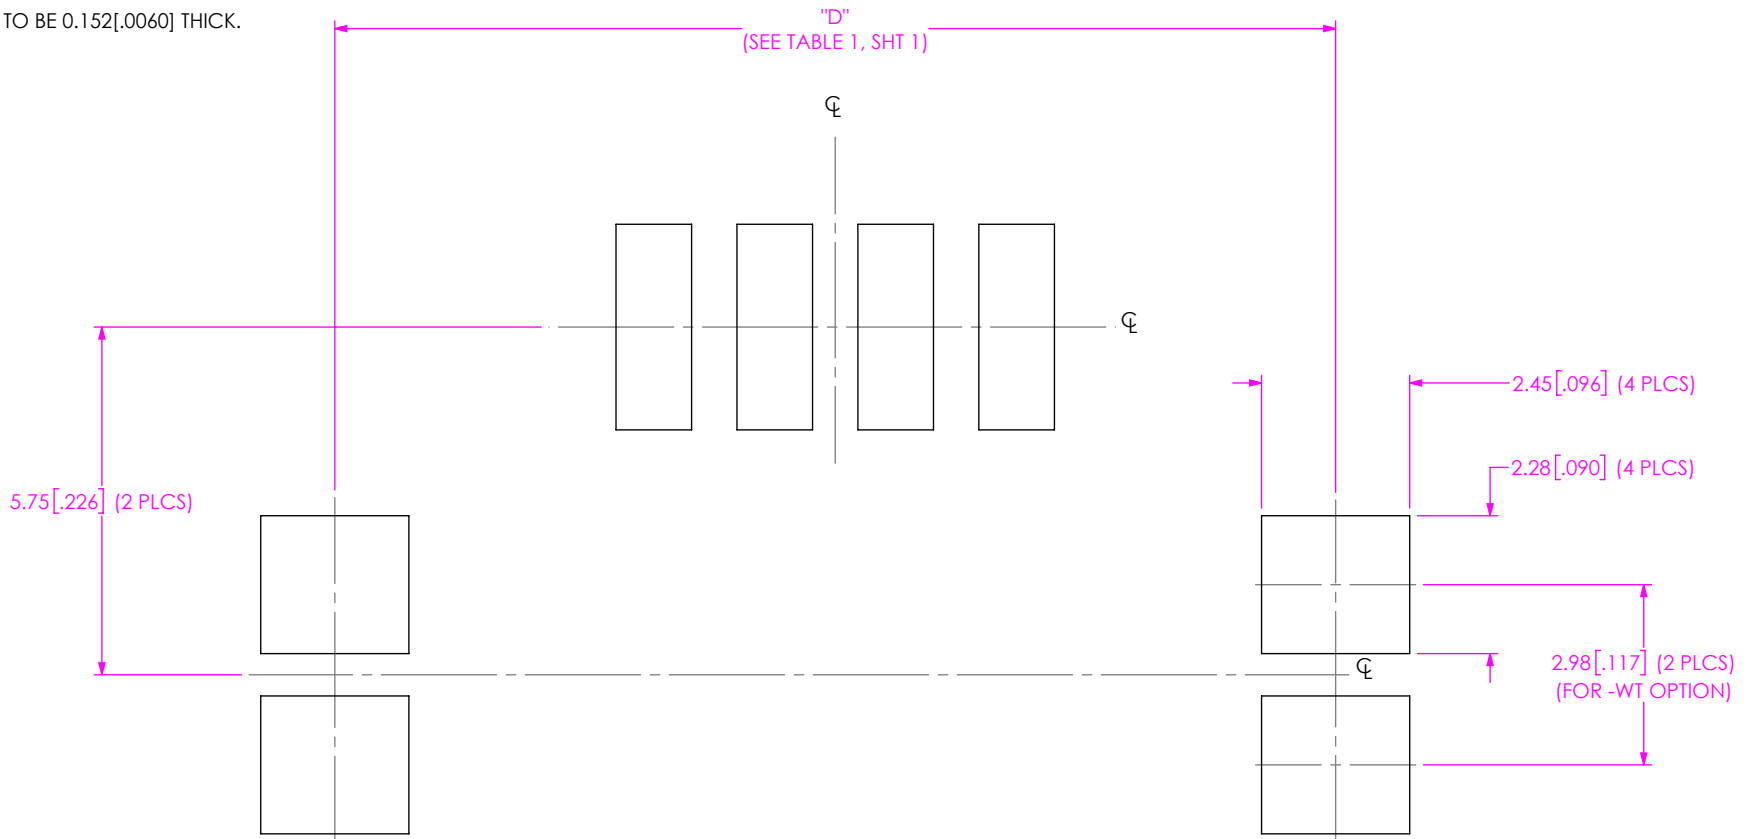 TO BE 0.152[.0060] THICK.
"D"
(SEE TABLE 1, SHT 1)
℄
℄
2.45[.096] (4 PLCS)
2.28[.090] (4 PLCS)
5.75[.226] (2 PLCS)
℄
2.98[.117] (2 PLCS)
(FOR -WT OPTION)